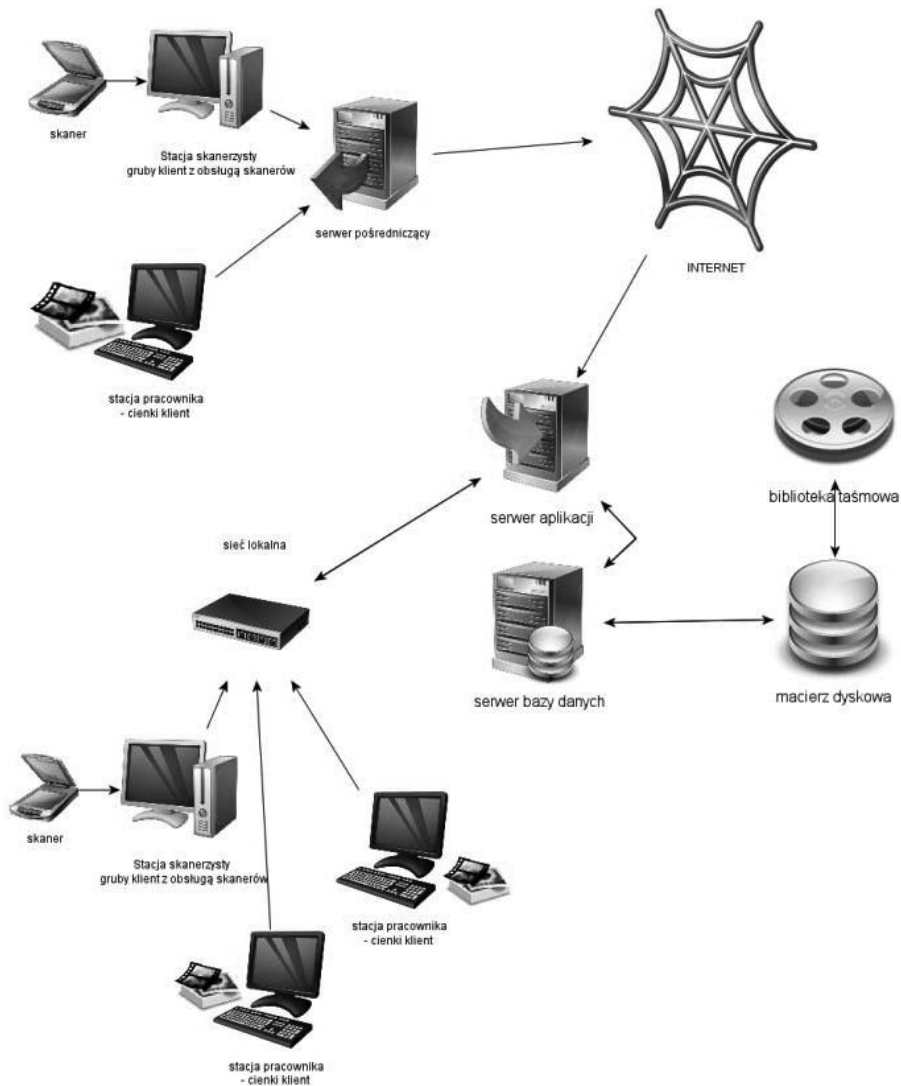 skaner
Stacja skanerzysty
gruby klient z obsługą skanerów
serwer pośredniczący
INTERNET
stacja pracownika
- cienki klient
serwer aplikacji
biblioteka taśmowa
sieć lokalna
serwer bazy danych
macierz dyskowa
skaner
Stacja skanerzysty
gruby klient z obsługą skanerów
stacja pracownika
- cienki klient
stacja pracownika
- cienki klient